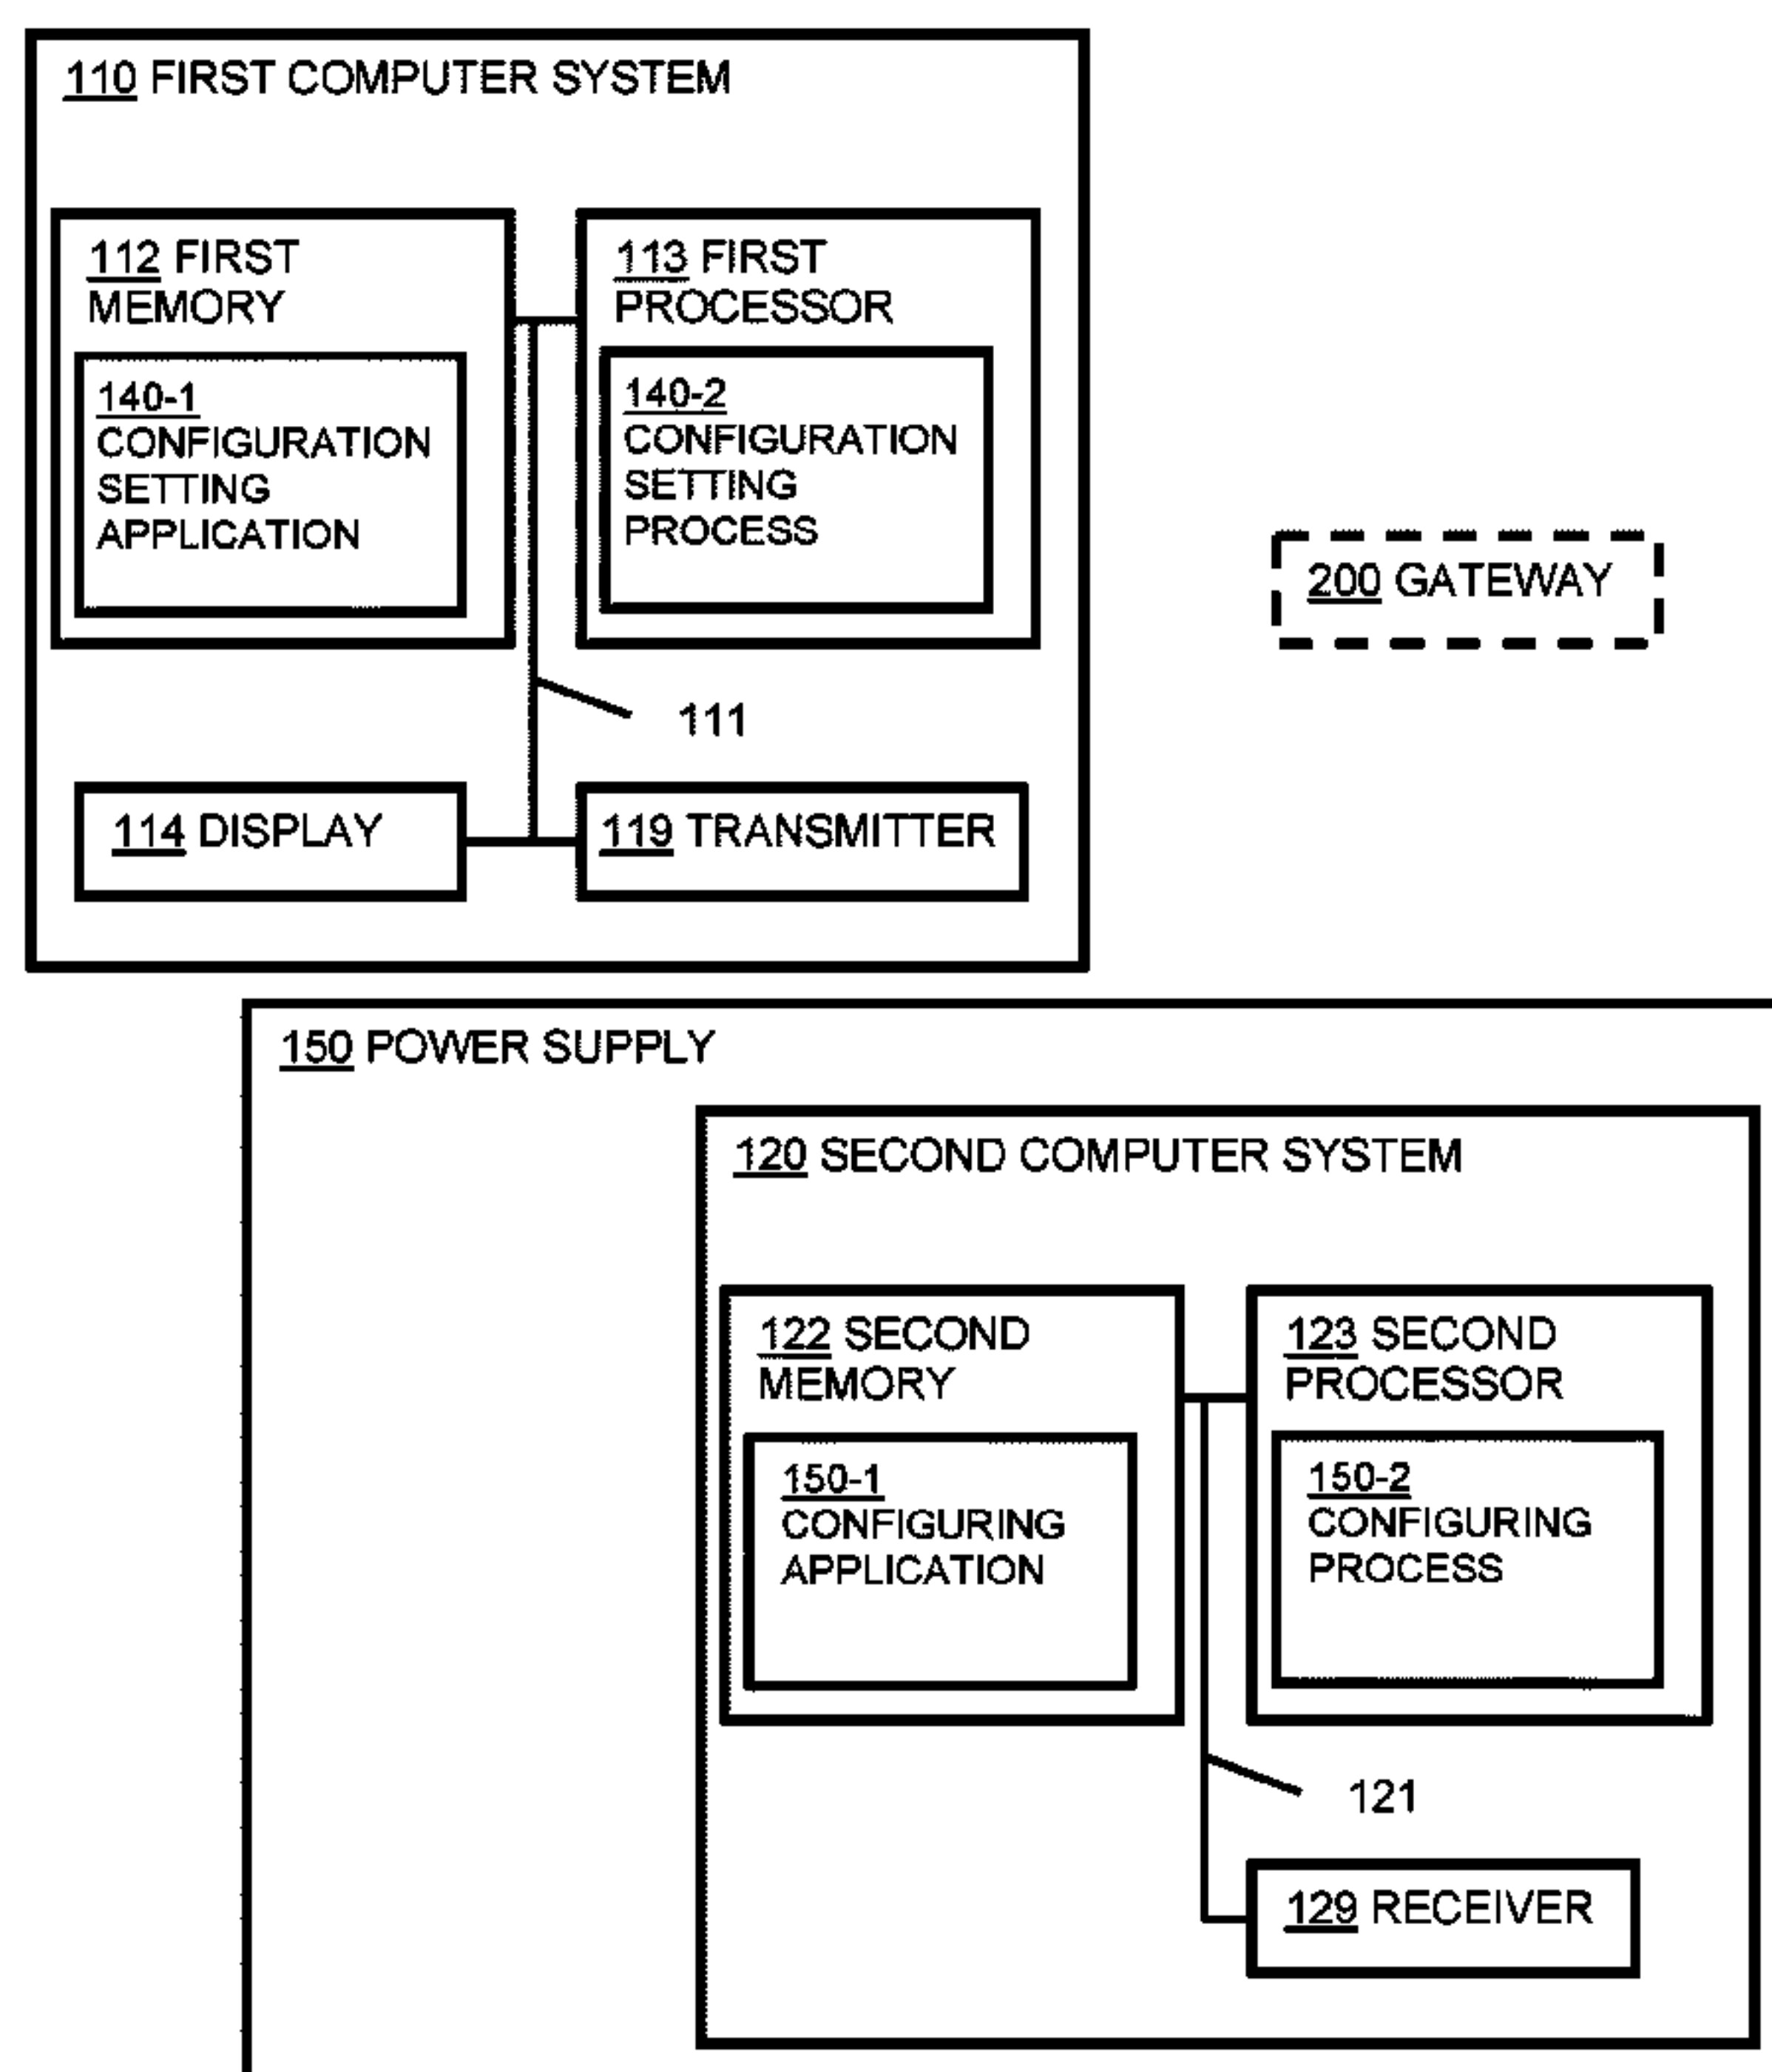 110 FIRST COMPUTER SYSTEM
112 FIRST
MEMORY
140-1
CONFIGURATION
SETTING
APPLICATION
113 FIRST
PROCESSOR
140-2
CONFIGURATION
SETTING
PROCESS
200 GATEWAY
111
114 DISPLAY
119 TRANSMITTER
150 POWER SUPPLY
120 SECOND COMPUTER SYSTEM
122 SECOND
MEMORY
150-1
CONFIGURING
APPLICATION
123 SECOND
PROCESSOR
150-2
CONFIGURING
PROCESS
121
129 RECEIVER